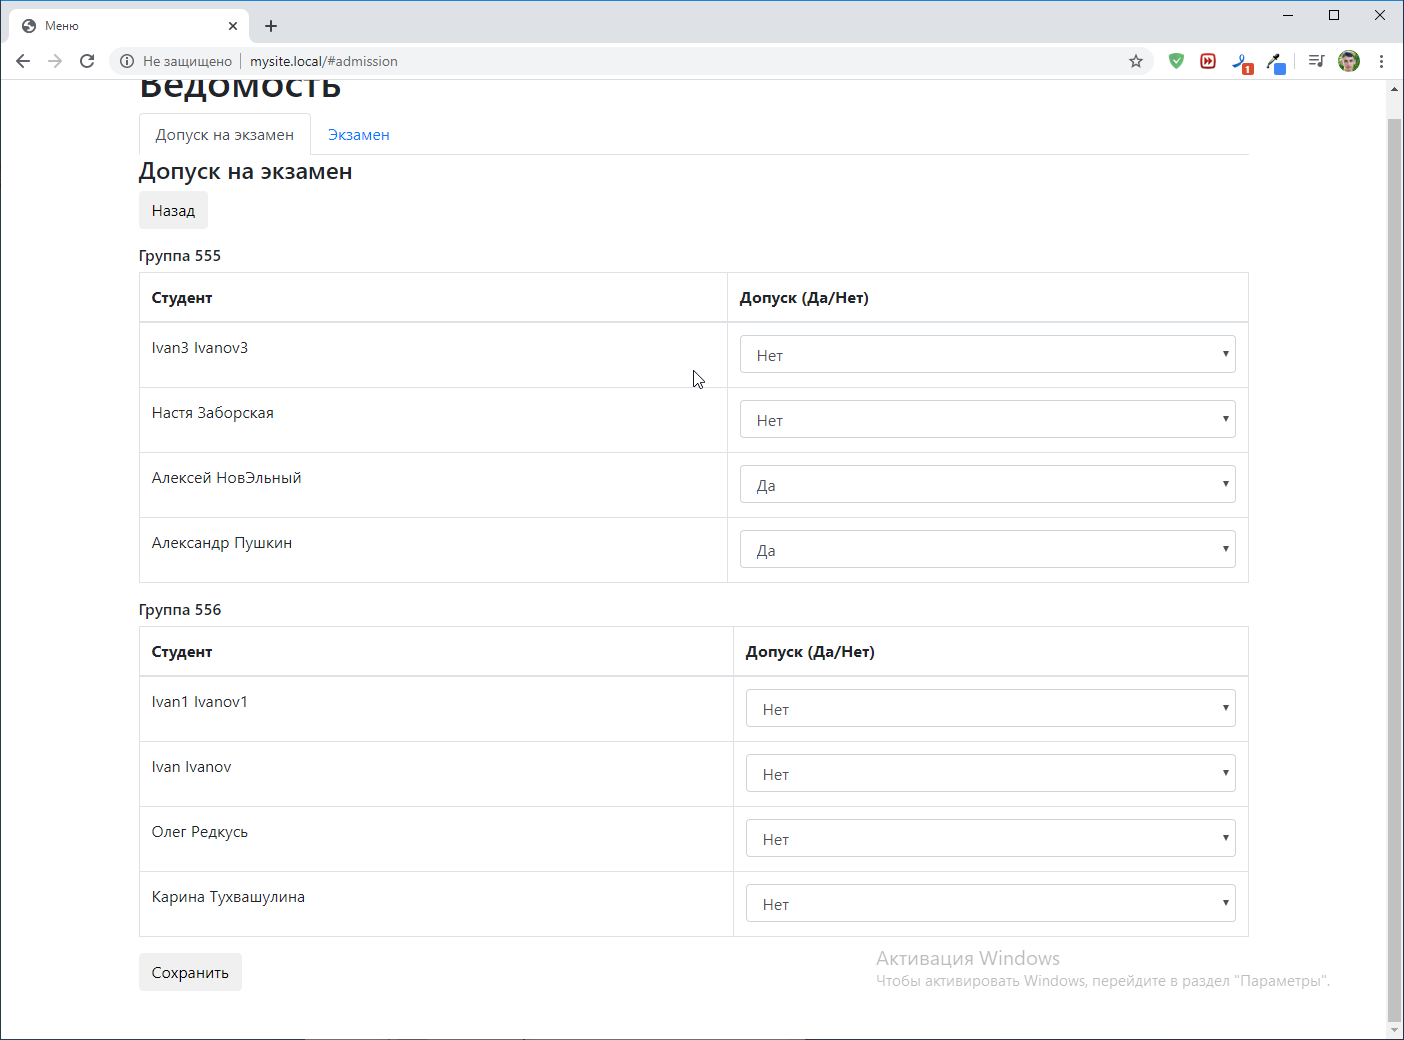 Меню
Не защищено mysite.local/#admission
1
Ведомость
Допуск на экзамен Экзамен
Допуск на экзамен
Назад
Группа 555
Студент Допуск (Да/Нет)
Ivan3 Ivanov3 Нет
Настя Заборская Нет
Алексей НовЭльный Да
Александр Пушкин Да
Группа 556
Студент Допуск (Да/Нет)
Ivan1 Ivanov1 Нет
Ivan Ivanov Нет
Олег Редкусь Нет
Карина Тухвашулина Нет
Сохранить
Активация Windows
Чтобы активировать Windows, перейдите в раздел "Параметры".